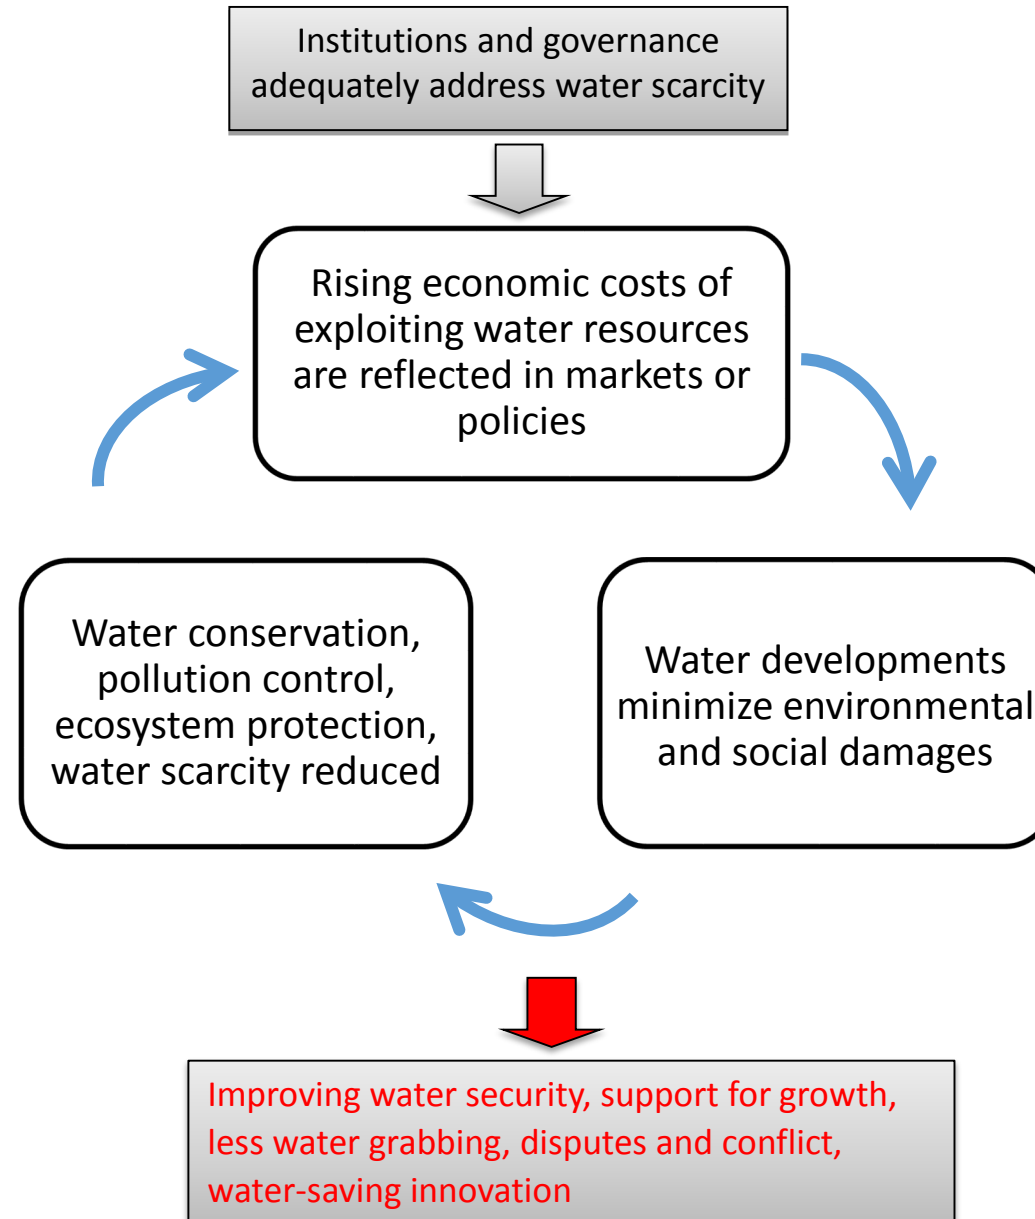 Institutions and governance
adequately address water scarcity
Rising economic costs of
exploiting water resources
are reflected in markets or
policies
Water conservation,
pollution control,
ecosystem protection,
water scarcity reduced
Water developments
minimize environmental
and social damages
Improving water security, support for growth,
less water grabbing, disputes and conflict,
water-saving innovation